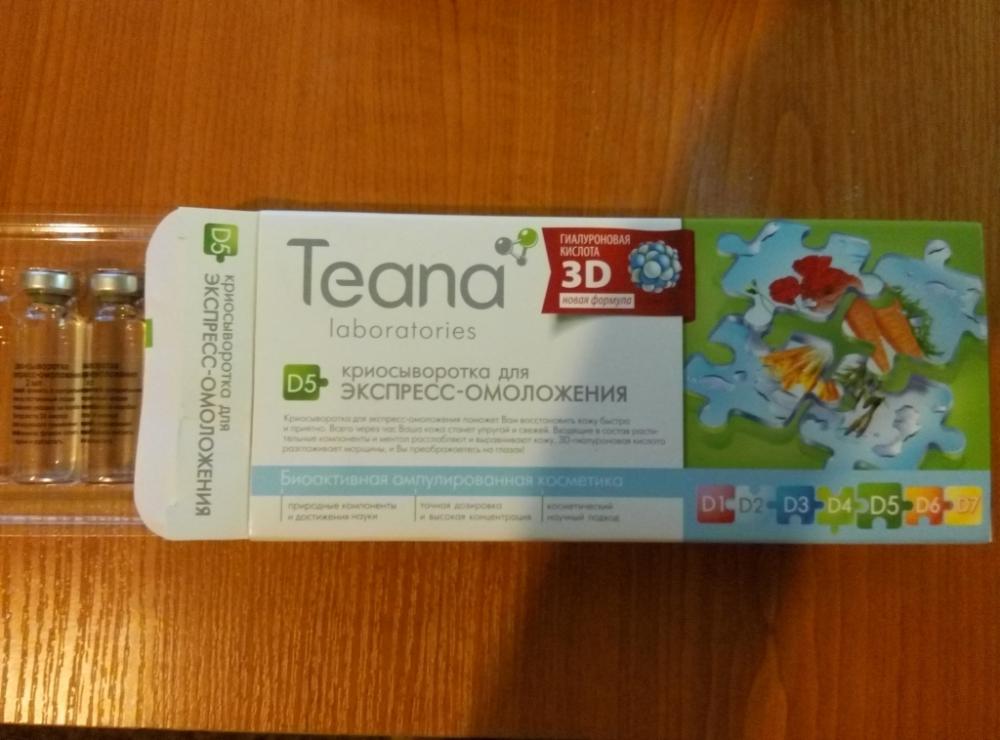 D5
криосыворотка для
ЭКСПРЕСС-ОМОЛОЖЕНИЯ
Teana
laboratories
ГИАЛУРОНОВАЯ
КИСЛОТА
3D
новая формула
D5
криосыворотка для
ЭКСПРЕСС-ОМОЛОЖЕНИЯ
Криосыворотка для экспресс-омоложения поможет Вам восстановить кожу быстро
и приятно. Всего через час Ваша кожа станет упругой и свежей. Входящие в состав расти-
тельные компоненты и ментол расслабляют и выравнивают кожу, 3D-гиалуроновая кислота
разглаживает морщины, и Вы преображаетесь на глазах!
Биоактивная ампулированная косметика
природные компоненты
и достижения науки
точная дозировка
и высокая концентрация
косметический
научный подход
D1 D2 D3 D4 D5 D6 D7